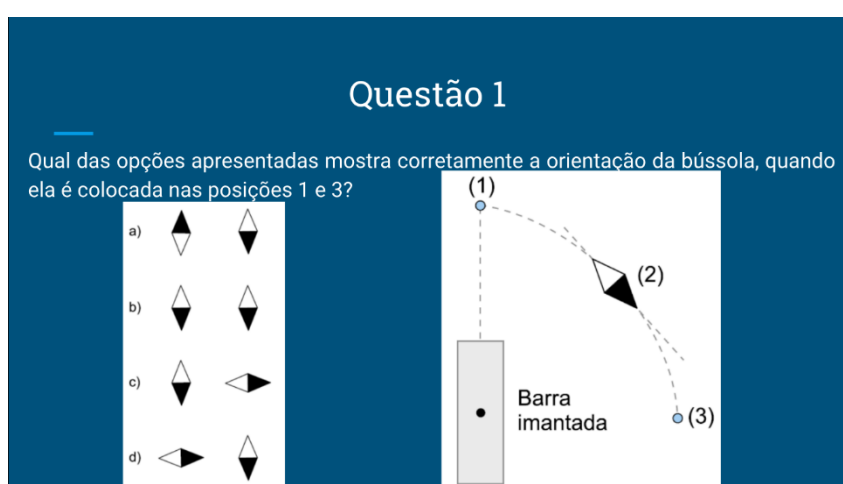 Questão 1
Qual das opções apresentadas mostra corretamente a orientação da bússola, quando
ela é colocada nas posições 1 e 3?
a)
b)
c)
d)
(1)
(2)
Barra
imantada
(3)